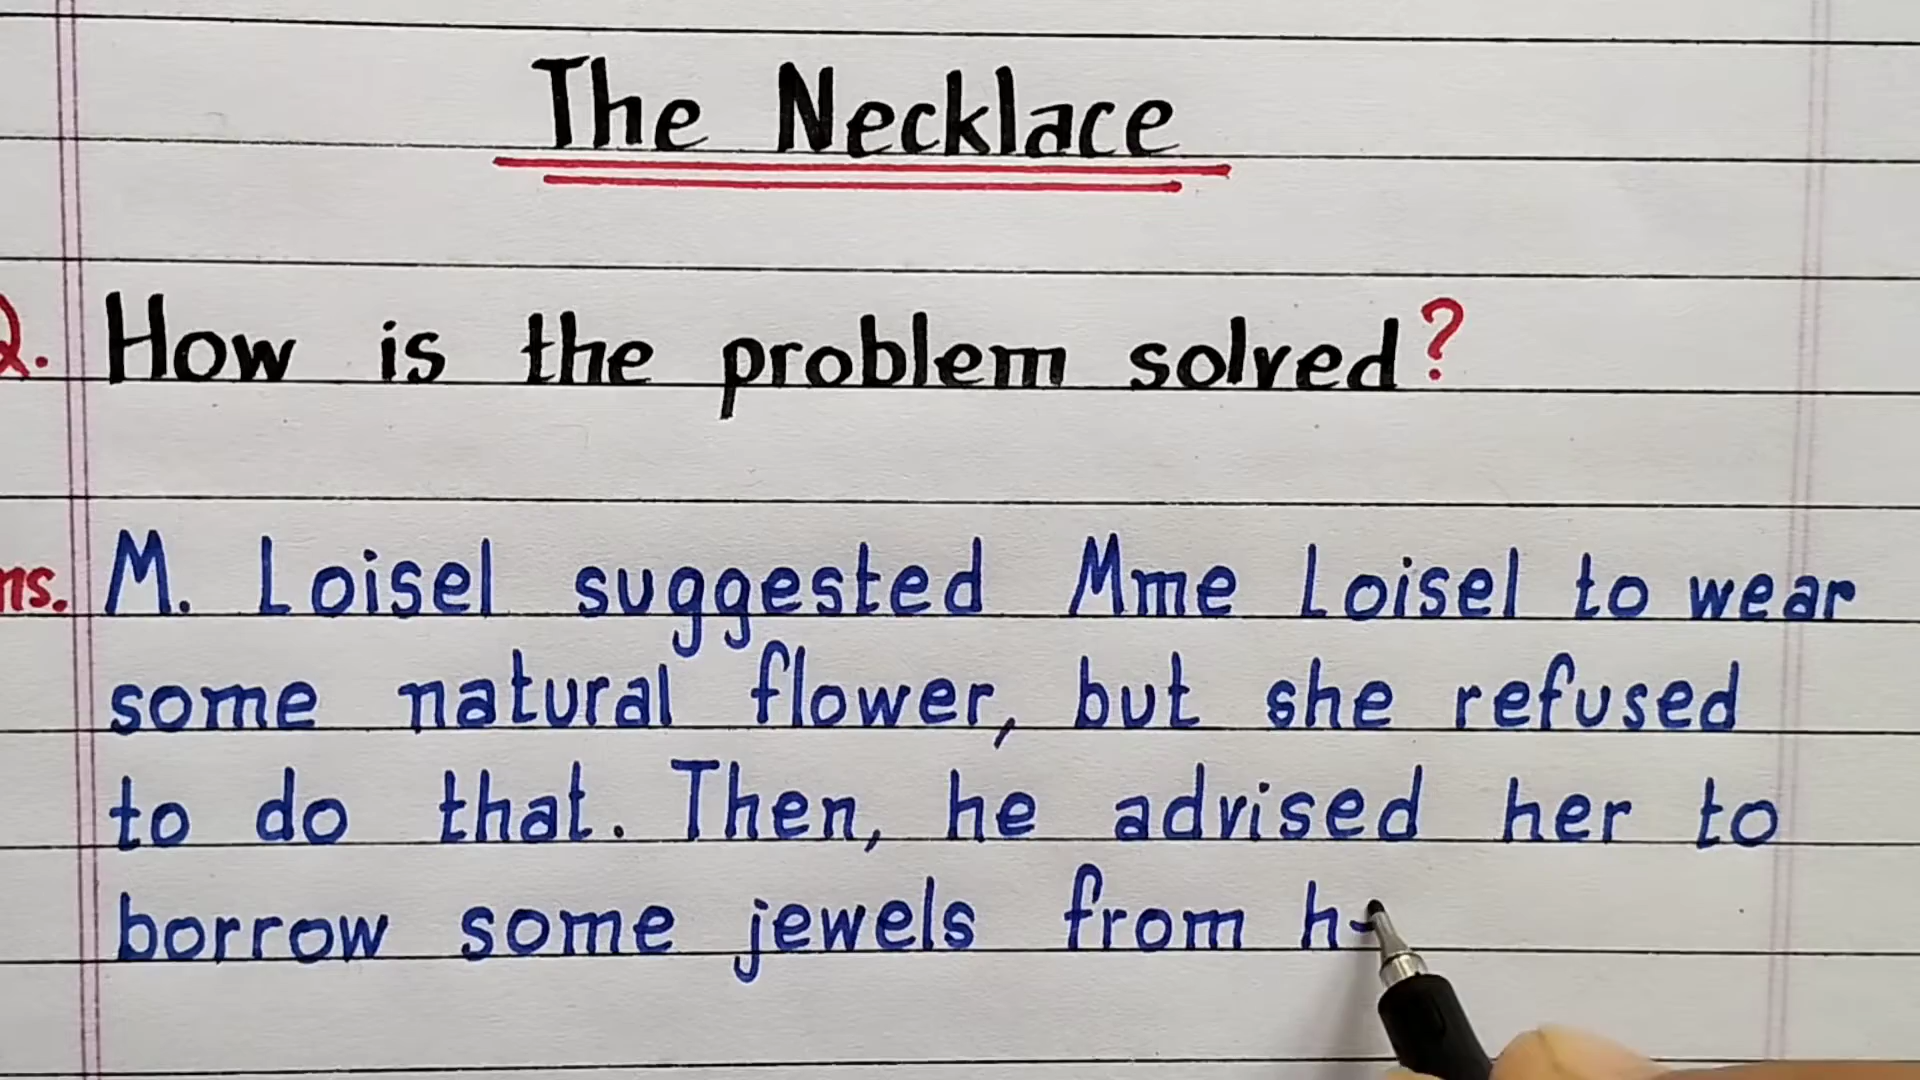 The Necklace
Q. How is the problem solved?
ns. M. Loisel suggested Mme Loisel to wear
some natural flower, but she refused
to do that. Then, he advised her to
borrow some jewels from h